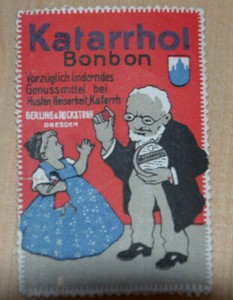 Katarrhol
Bonbon
Vorzüglich linderndes
Genussmittel bei
Husten, Heiserkeit, Katarrh
BERLING & ROCKSTROH
DRESDEN